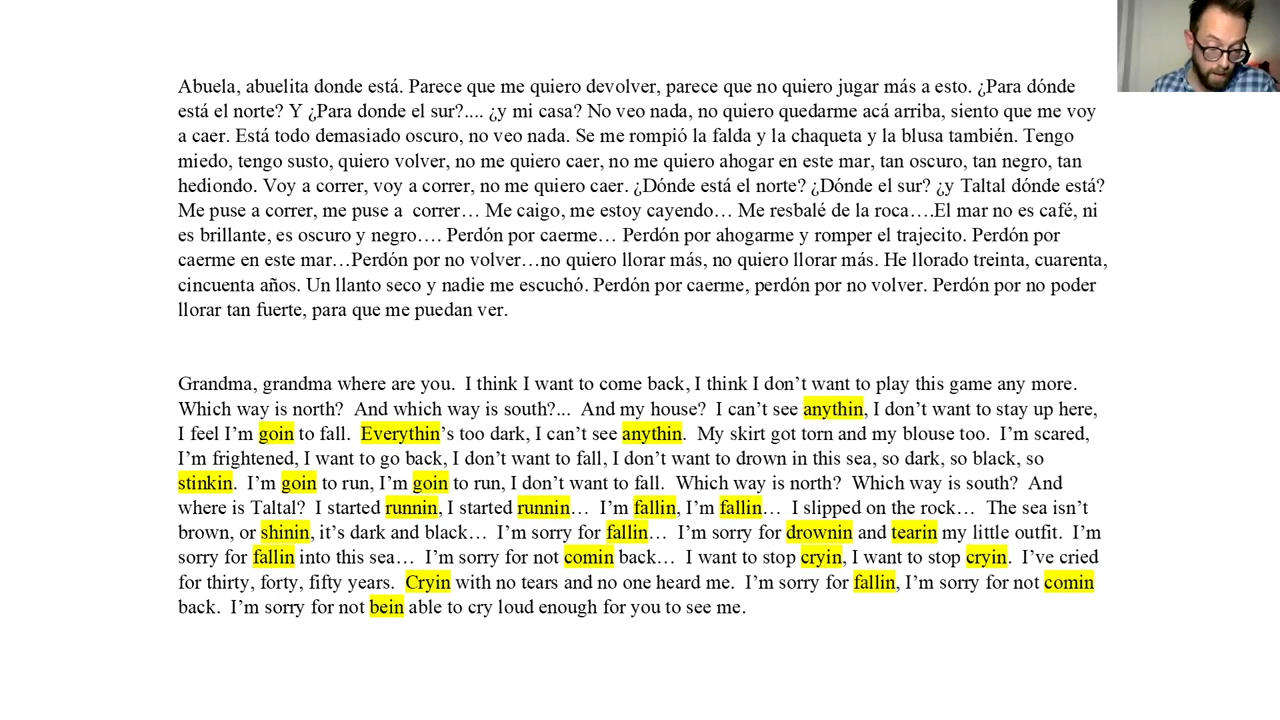 Abuela, abuelita donde está. Parece que me quiero devolver, parece que no quiero jugar más a esto. ¿Para dónde
está el norte? Y ¿Para donde el sur?.... ¿y mi casa? No veo nada, no quiero quedarme acá arriba, siento que me voy
a caer. Está todo demasiado oscuro, no veo nada. Se me rompió la falda y la chaqueta y la blusa también. Tengo
miedo, tengo susto, quiero volver, no me quiero caer, no me quiero ahogar en este mar, tan oscuro, tan negro, tan
hediondo. Voy a correr, voy a correr, no me quiero caer. ¿Dónde está el norte? ¿Dónde el sur? ¿y Taltal dónde está?
Me puse a correr, me puse a  correr… Me caigo, me estoy cayendo… Me resbalé de la roca….El mar no es café, ni
es brillante, es oscuro y negro…. Perdón por caerme… Perdón por ahogarme y romper el trajecito. Perdón por
caerme en este mar…Perdón por no volver…no quiero llorar más, no quiero llorar más. He llorado treinta, cuarenta,
cincuenta años. Un llanto seco y nadie me escuchó. Perdón por caerme, perdón por no volver. Perdón por no poder
llorar tan fuerte, para que me puedan ver.
Grandma, grandma where are you.  I think I want to come back, I think I don’t want to play this game any more.
Which way is north?  And which way is south?...  And my house?  I can’t see anythin, I don’t want to stay up here,
I feel I’m goin to fall.  Everythin’s too dark, I can’t see anythin.  My skirt got torn and my blouse too.  I’m scared,
I’m frightened, I want to go back, I don’t want to fall, I don’t want to drown in this sea, so dark, so black, so
stinkin.  I’m goin to run, I’m goin to run, I don’t want to fall.  Which way is north?  Which way is south?  And
where is Taltal?  I started runnin, I started runnin…  I’m fallin, I’m fallin…  I slipped on the rock…  The sea isn’t
brown, or shinin, it’s dark and black…  I’m sorry for fallin…  I’m sorry for drownin and tearin my little outfit.  I’m
sorry for fallin into this sea…  I’m sorry for not comin back…  I want to stop cryin, I want to stop cryin.  I’ve cried
for thirty, forty, fifty years.  Cryin with no tears and no one heard me.  I’m sorry for fallin, I’m sorry for not comin
back.  I’m sorry for not bein able to cry loud enough for you to see me.